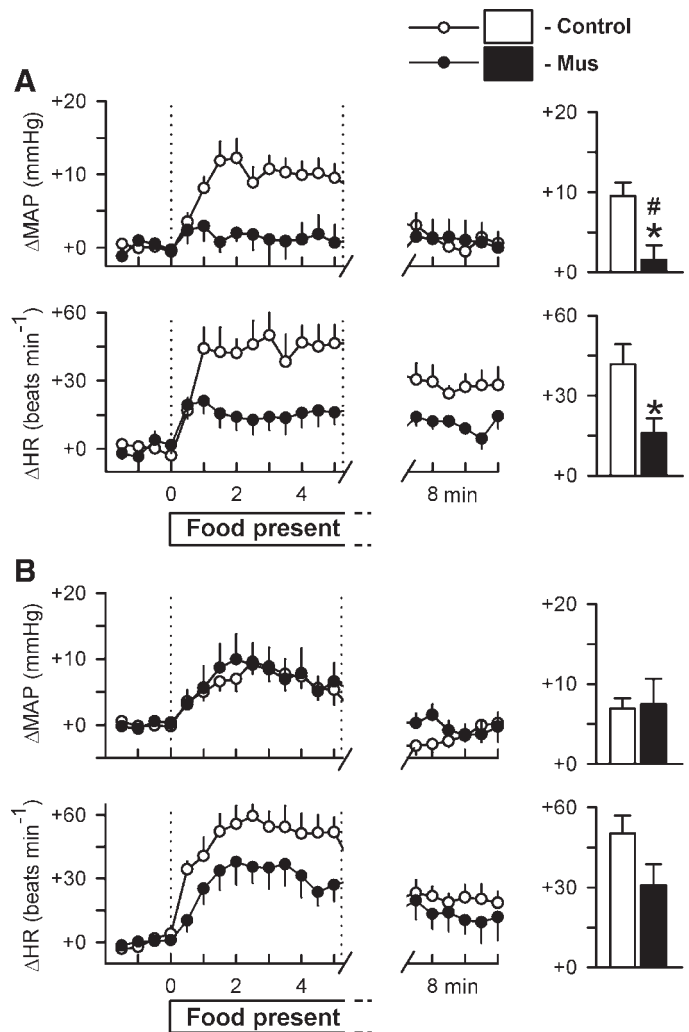 - Control
- Mus
A
ΔMAP (mmHg)
+20
+10
+0
+20
+10
+0
#
*
ΔHR (beats min⁻¹)
+60
+30
+0
0 2 4 8 min
+60
+30
+0
*
Food present
B
ΔMAP (mmHg)
+20
+10
+0
+20
+10
+0
ΔHR (beats min⁻¹)
+60
+30
+0
0 2 4 8 min
+60
+30
+0
Food present